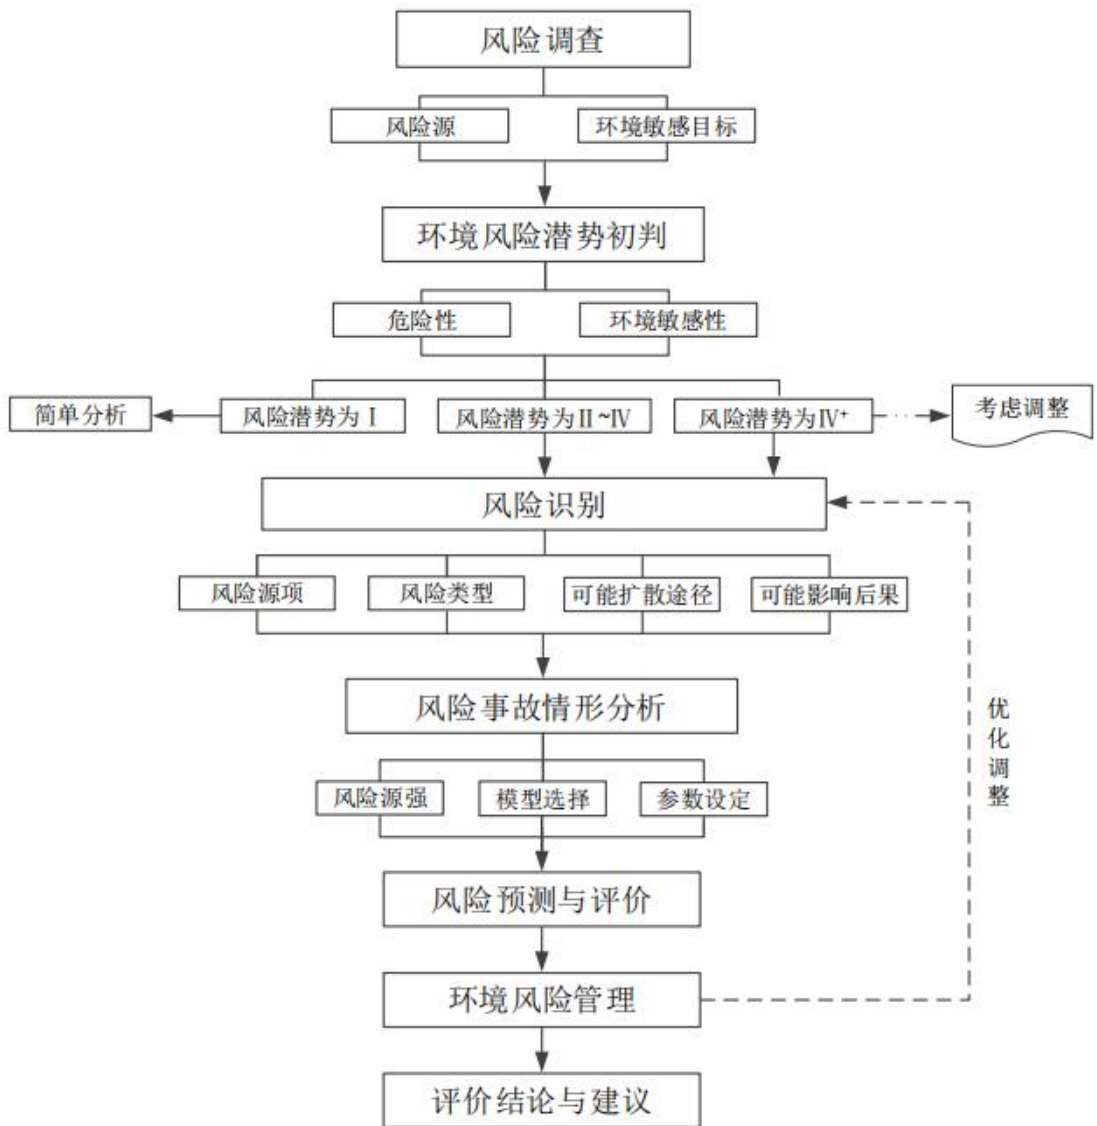 风险调查
风险源
环境敏感目标
环境风险潜势初判
危险性
环境敏感性
简单分析
风险潜势为Ⅰ
风险潜势为Ⅱ~Ⅳ
风险潜势为Ⅳ⁺
考虑调整
风险识别
风险源项
风险类型
可能扩散途径
可能影响后果
风险事故情形分析
风险源强
模型选择
参数设定
优化调整
风险预测与评价
环境风险管理
评价结论与建议